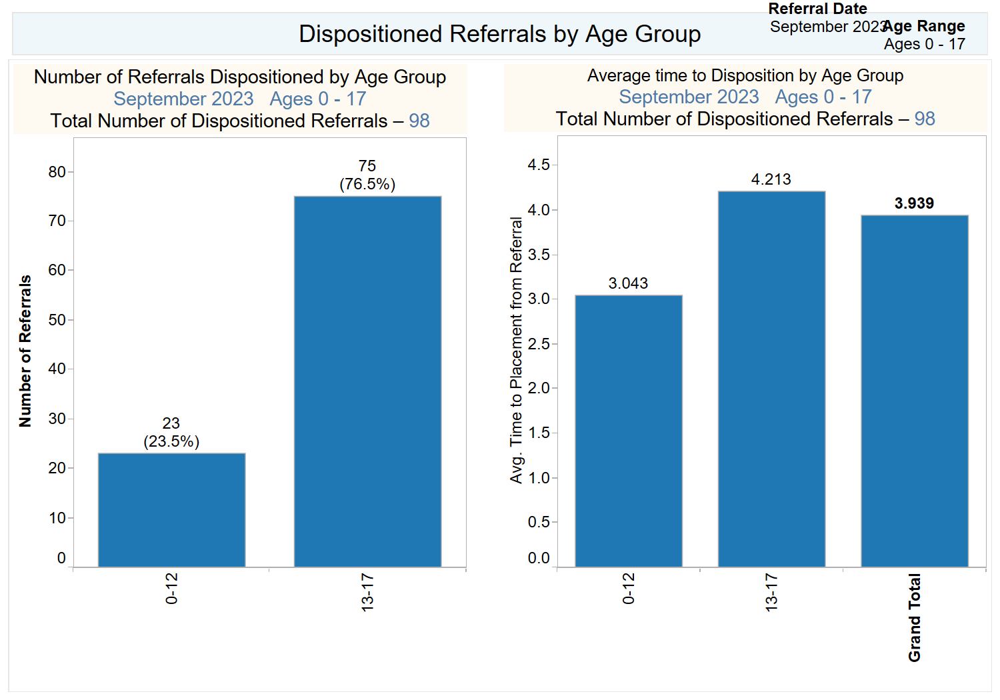 Referral Date
September 2023
Age Range
Ages 0 - 17
Dispositioned Referrals by Age Group
Number of Referrals Dispositioned by Age Group
September 2023   Ages 0 - 17
Total Number of Dispositioned Referrals – 98
Number of Referrals
80
70
60
50
40
30
20
10
0
23
(23.5%)
75
(76.5%)
0-12
13-17
Average time to Disposition by Age Group
September 2023   Ages 0 - 17
Total Number of Dispositioned Referrals – 98
Avg. Time to Placement from Referral
4.5
4.0
3.5
3.0
2.5
2.0
1.5
1.0
0.5
0.0
3.043
4.213
3.939
0-12
13-17
Grand Total